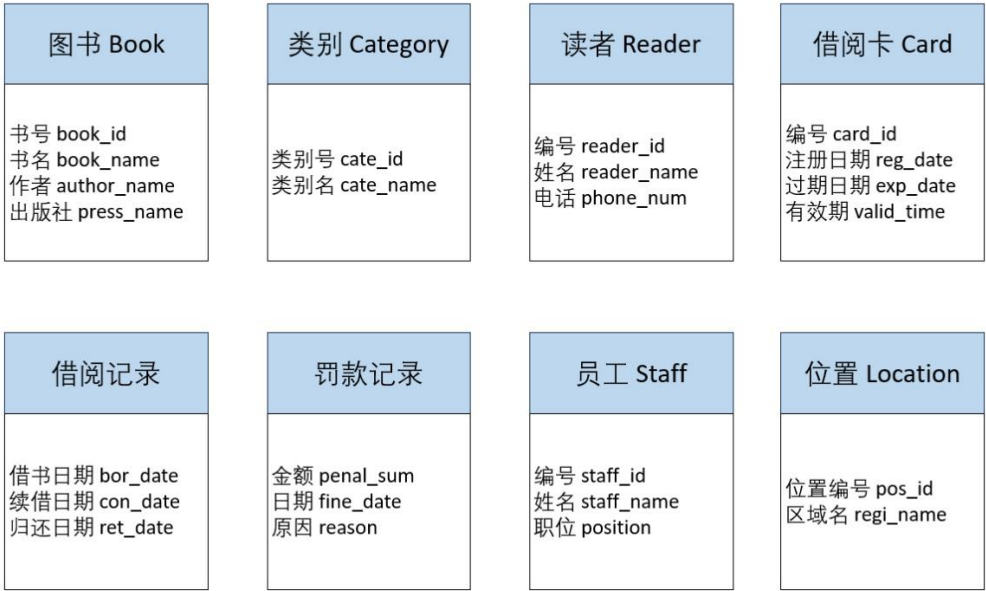 图书 Book
书号 book_id
书名 book_name
作者 author_name
出版社 press_name
类别 Category
类别号 cate_id
类别名 cate_name
读者 Reader
编号 reader_id
姓名 reader_name
电话 phone_num
借阅卡 Card
编号 card_id
注册日期 reg_date
过期日期 exp_date
有效期 valid_time
借阅记录
借书日期 bor_date
续借日期 con_date
归还日期 ret_date
罚款记录
金额 penal_sum
日期 fine_date
原因 reason
员工 Staff
编号 staff_id
姓名 staff_name
职位 position
位置 Location
位置编号 pos_id
区域名 regi_name